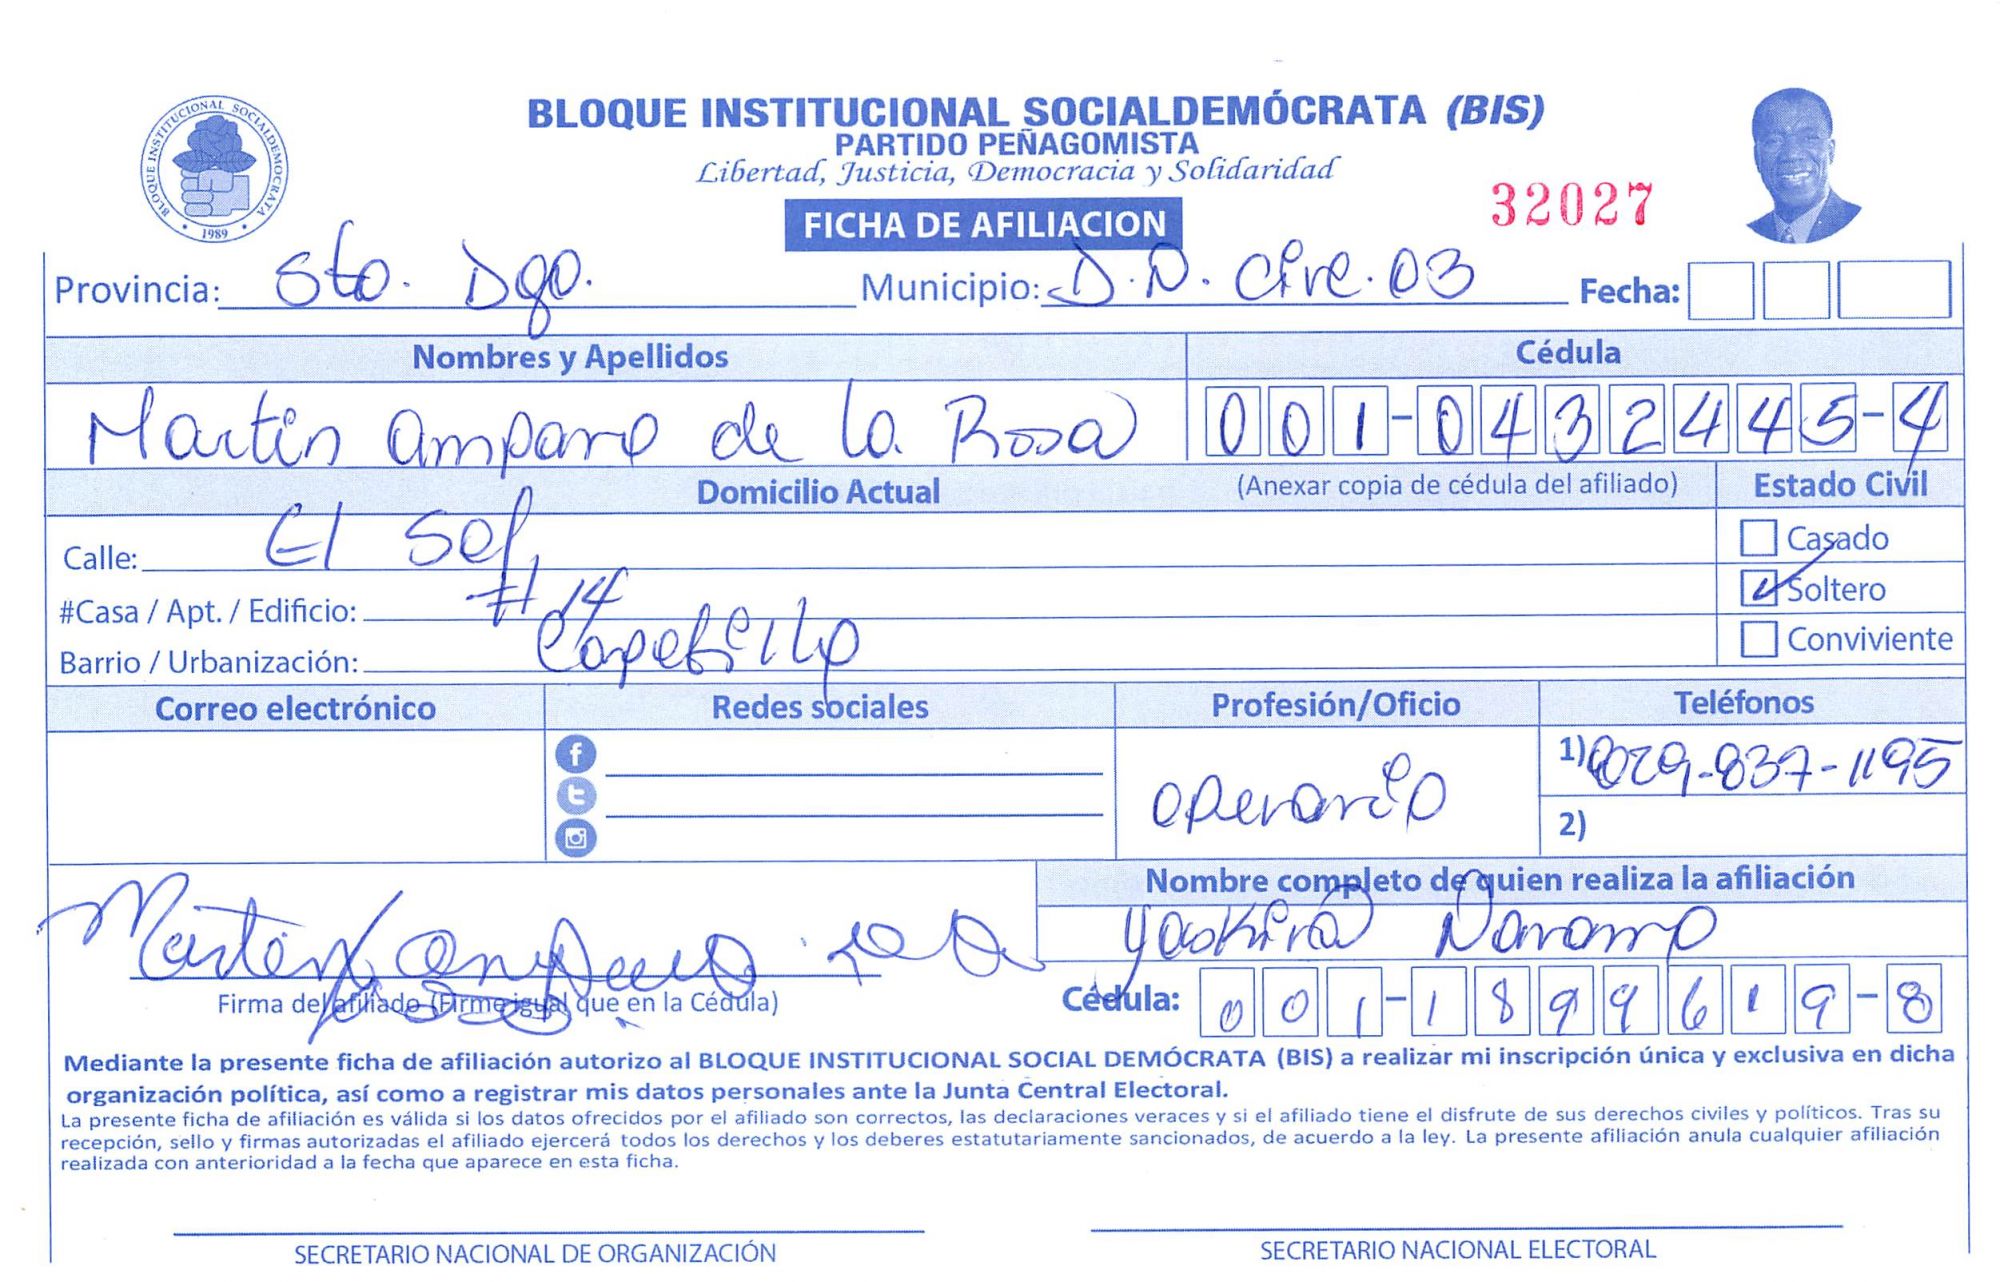 BLOQUE INSTITUCIONAL SOCIALDEMOCRATA
1989
BLOQUE INSTITUCIONAL SOCIALDEMÓCRATA (BIS)
PARTIDO PEÑAGOMISTA
Libertad, Justicia, Democracia y Solidaridad
FICHA DE AFILIACION
32027
Provincia: Sto. Dgo. Municipio: D.N. Circ. 03 Fecha:
Nombres y Apellidos Cédula
Martin Amparo de la Rosa 001-0432445-4
Domicilio Actual (Anexar copia de cédula del afiliado) Estado Civil
Calle: El Sol Casado
#Casa / Apt. / Edificio: #14 Soltero
Barrio / Urbanización: Capotillo Conviviente
Correo electrónico Redes sociales Profesión/Oficio Teléfonos
operario 1) 829-837-1195
2)
Nombre completo de quien realiza la afiliación
Martin Amparo Yaskira Navarro
Firma del afiliado (Firme igual que en la Cédula) Cédula: 001-1899619-8
Mediante la presente ficha de afiliación autorizo al BLOQUE INSTITUCIONAL SOCIAL DEMÓCRATA (BIS) a realizar mi inscripción única y exclusiva en dicha
organización política, así como a registrar mis datos personales ante la Junta Central Electoral.
La presente ficha de afiliación es válida si los datos ofrecidos por el afiliado son correctos, las declaraciones veraces y si el afiliado tiene el disfrute de sus derechos civiles y políticos. Tras su
recepción, sello y firmas autorizadas el afiliado ejercerá todos los derechos y los deberes estatutariamente sancionados, de acuerdo a la ley. La presente afiliación anula cualquier afiliación
realizada con anterioridad a la fecha que aparece en esta ficha.
SECRETARIO NACIONAL DE ORGANIZACIÓN SECRETARIO NACIONAL ELECTORAL